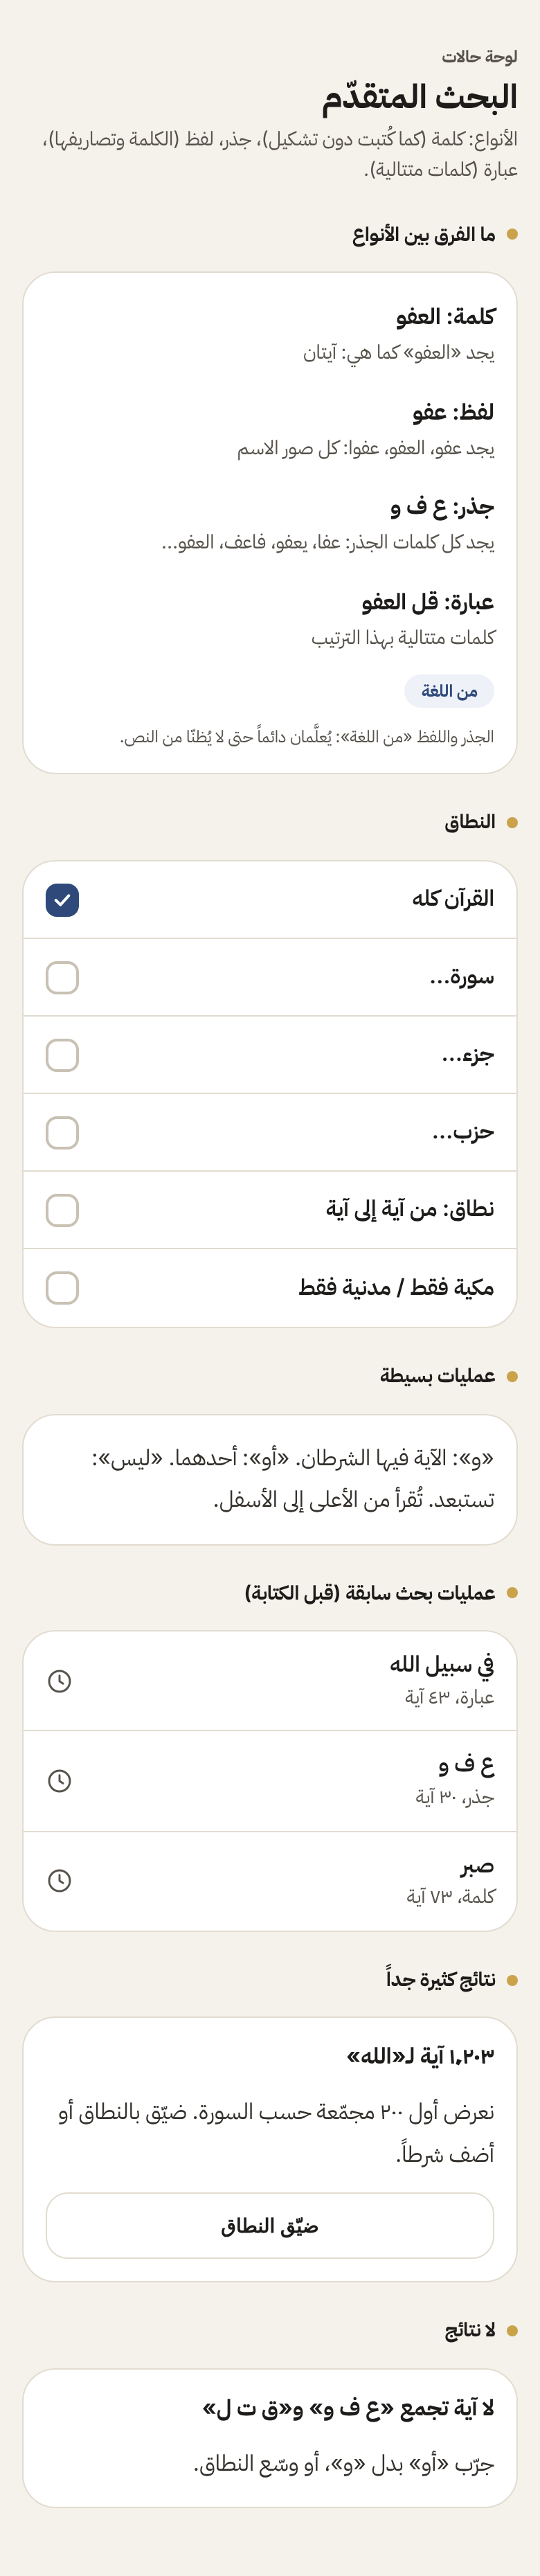 لوحة حالات
البحث المتقدّم
الأنواع: كلمة (كما كُتبت دون تشكيل)، جذر، لفظ (الكلمة وتصاريفها)،
عبارة (كلمات متتالية).
ما الفرق بين الأنواع
كلمة: العفو
يجد «العفو» كما هي: آيتان
لفظ: عفو
يجد عفو، العفو، عفوا: كل صور الاسم
جذر: ع ف و
يجد كل كلمات الجذر: عفا، يعفو، فاعف، العفو...
عبارة: قل العفو
كلمات متتالية بهذا الترتيب
من اللغة
الجذر واللفظ «من اللغة»: يُعلَّمان دائماً حتى لا يُظنّا من النص.
النطاق
القرآن كله
سورة...
جزء...
حزب...
نطاق: من آية إلى آية
مكية فقط / مدنية فقط
عمليات بسيطة
«و»: الآية فيها الشرطان. «أو»: أحدهما. «ليس»:
تستبعد. تُقرأ من الأعلى إلى الأسفل.
عمليات بحث سابقة (قبل الكتابة)
في سبيل الله
عبارة، ٤٣ آية
ع ف و
جذر، ٣٠ آية
صبر
كلمة، ٧٣ آية
نتائج كثيرة جداً
١٬٢٠٣ آية لـ«الله»
نعرض أول ٢٠٠ مجمّعة حسب السورة. ضيّق بالنطاق أو
أضف شرطاً.
ضيّق النطاق
لا نتائج
لا آية تجمع «ع ف و» و«ق ت ل»
جرّب «أو» بدل «و»، أو وسّع النطاق.